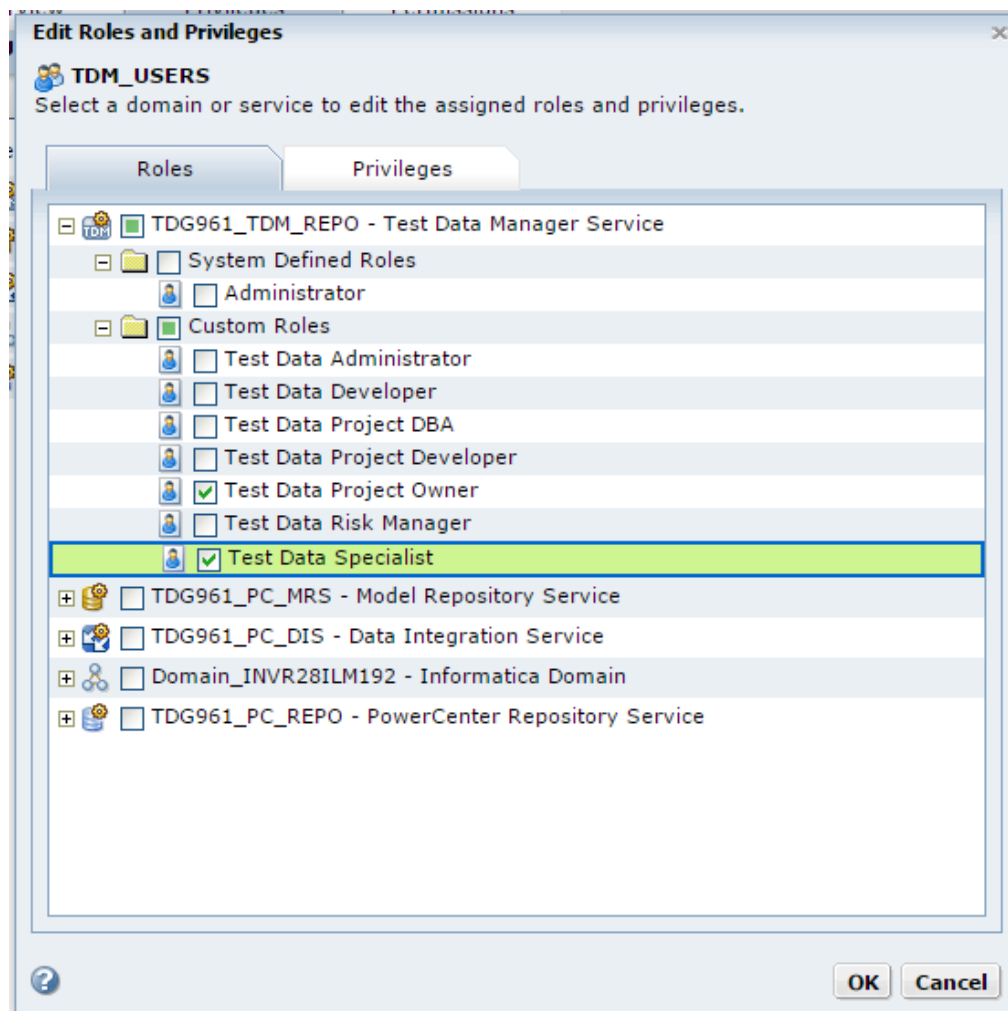 Edit Roles and Privileges
TDM_USERS
Select a domain or service to edit the assigned roles and privileges.
Roles
Privileges
TDG961_TDM_REPO - Test Data Manager Service
TDM
System Defined Roles
Administrator
Custom Roles
Test Data Administrator
Test Data Developer
Test Data Project DBA
Test Data Project Developer
Test Data Project Owner
Test Data Risk Manager
Test Data Specialist
TDG961_PC_MRS - Model Repository Service
TDG961_PC_DIS - Data Integration Service
Domain_INVR28ILM192 - Informatica Domain
TDG961_PC_REPO - PowerCenter Repository Service
OK Cancel